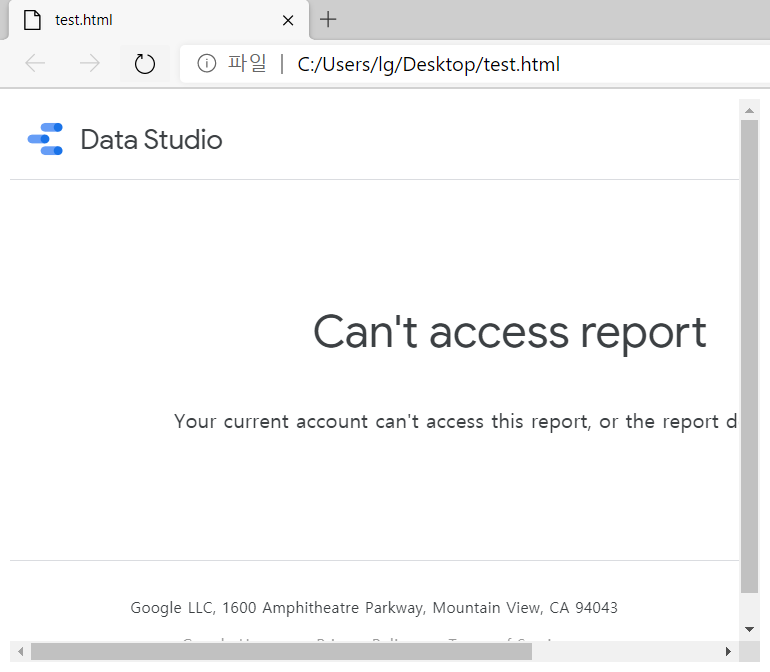 test.html
파일 | C:/Users/lg/Desktop/test.html
Data Studio
Can't access report
Your current account can't access this report, or the report d
Google LLC, 1600 Amphitheatre Parkway, Mountain View, CA 94043